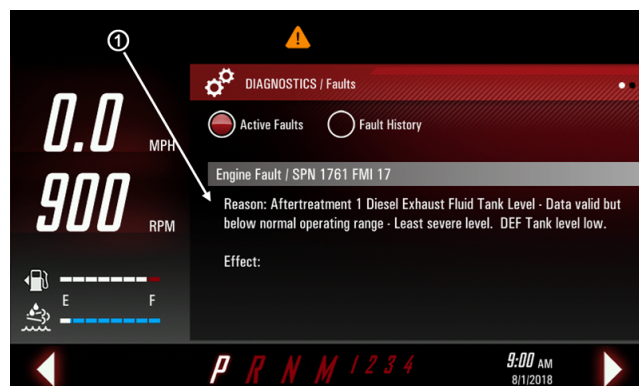 1
DIAGNOSTICS / Faults
Active Faults Fault History
0.0 MPH
Engine Fault / SPN 1761 FMI 17
Reason: Aftertreatment 1 Diesel Exhaust Fluid Tank Level - Data valid but
below normal operating range - Least severe level. DEF Tank level low.
900 RPM
Effect:
E F
P R N M 1 2 3 4
9:00 AM
8/1/2018